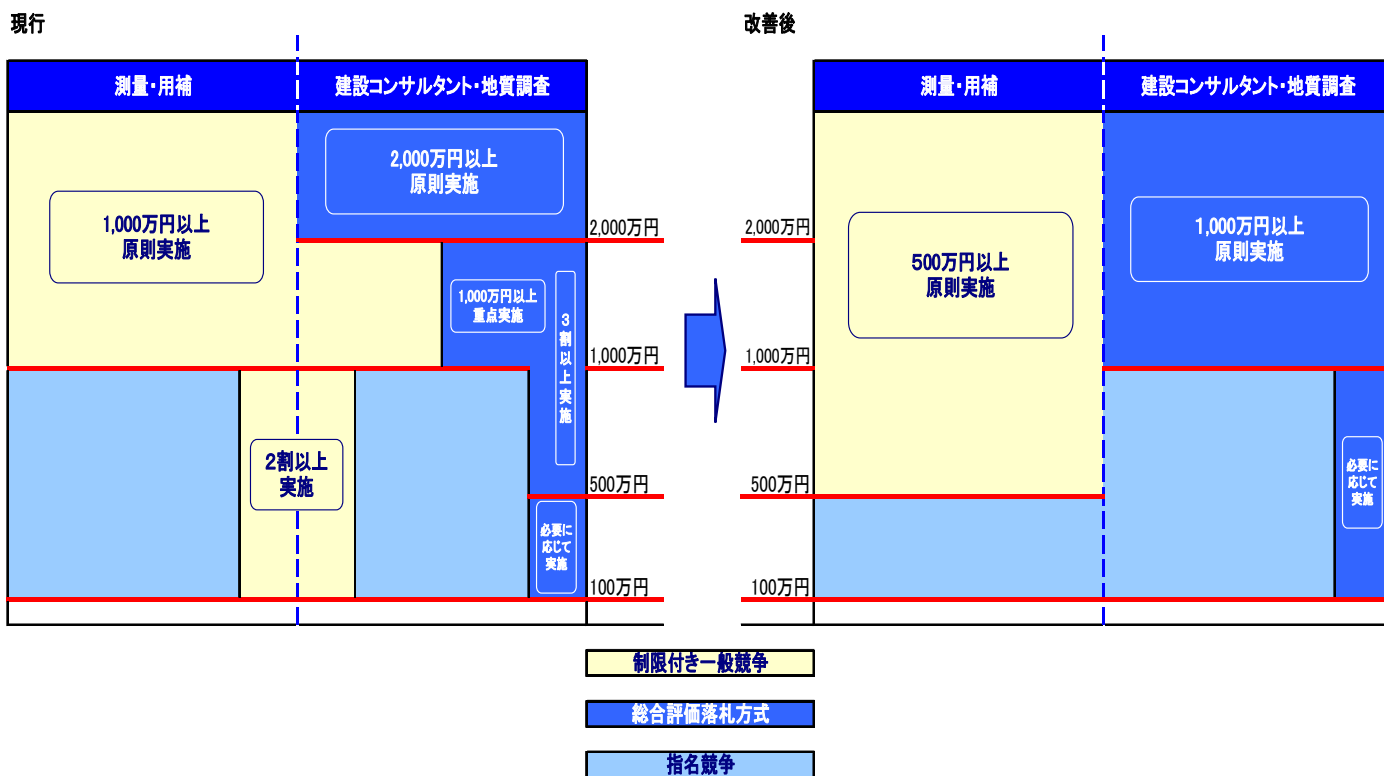 現行
測量・用補
建設コンサルタント・地質調査
1,000万円以上
原則実施
2,000万円以上
原則実施
1,000万円以上
重点実施
3割以上実施
2割以上
実施
必要に
応じて
実施
2,000万円
1,000万円
500万円
100万円
改善後
測量・用補
建設コンサルタント・地質調査
2,000万円
1,000万円
500万円
100万円
500万円以上
原則実施
1,000万円以上
原則実施
必要に
応じて
実施
制限付き一般競争
総合評価落札方式
指名競争